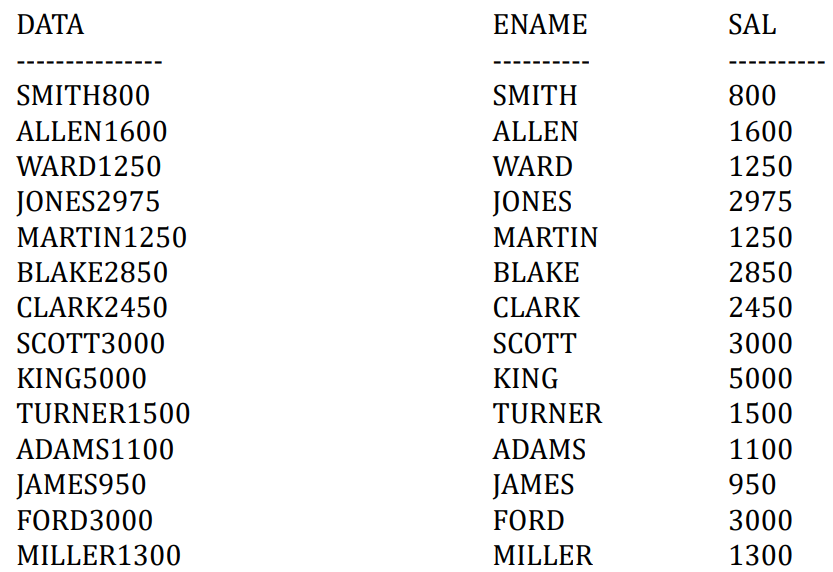 DATA ENAME SAL
--------------- ---------- ----------
SMITH800 SMITH 800
ALLEN1600 ALLEN 1600
WARD1250 WARD 1250
JONES2975 JONES 2975
MARTIN1250 MARTIN 1250
BLAKE2850 BLAKE 2850
CLARK2450 CLARK 2450
SCOTT3000 SCOTT 3000
KING5000 KING 5000
TURNER1500 TURNER 1500
ADAMS1100 ADAMS 1100
JAMES950 JAMES 950
FORD3000 FORD 3000
MILLER1300 MILLER 1300